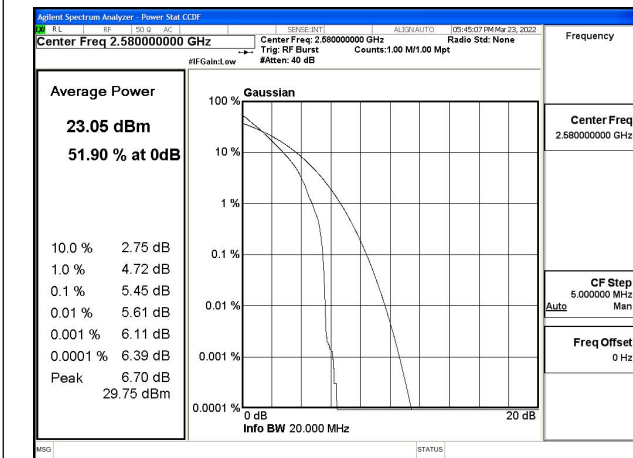 Agilent Spectrum Analyzer - Power Stat CCDF
RL RF 50 Ω AC SENSE:INT ALIGN AUTO 05:45:07 PM Mar 23, 2022
Center Freq 2.580000000 GHz
Center Freq: 2.580000000 GHz Radio Std: None
Trig: RF Burst Counts:1.00 M/1.00 Mpt
#IFGain:Low #Atten: 40 dB
Frequency
Average Power
23.05 dBm
51.90 % at 0dB
10.0 % 2.75 dB
1.0 % 4.72 dB
0.1 % 5.45 dB
0.01 % 5.61 dB
0.001 % 6.11 dB
0.0001 % 6.39 dB
Peak 6.70 dB
29.75 dBm
Gaussian
100 %
10 %
1 %
0.1 %
0.01 %
0.001 %
0.0001 %
0 dB 20 dB
Info BW 20.000 MHz
Center Freq
2.580000000 GHz
CF Step
5.000000 MHz
Auto Man
Freq Offset
0 Hz
MSG STATUS